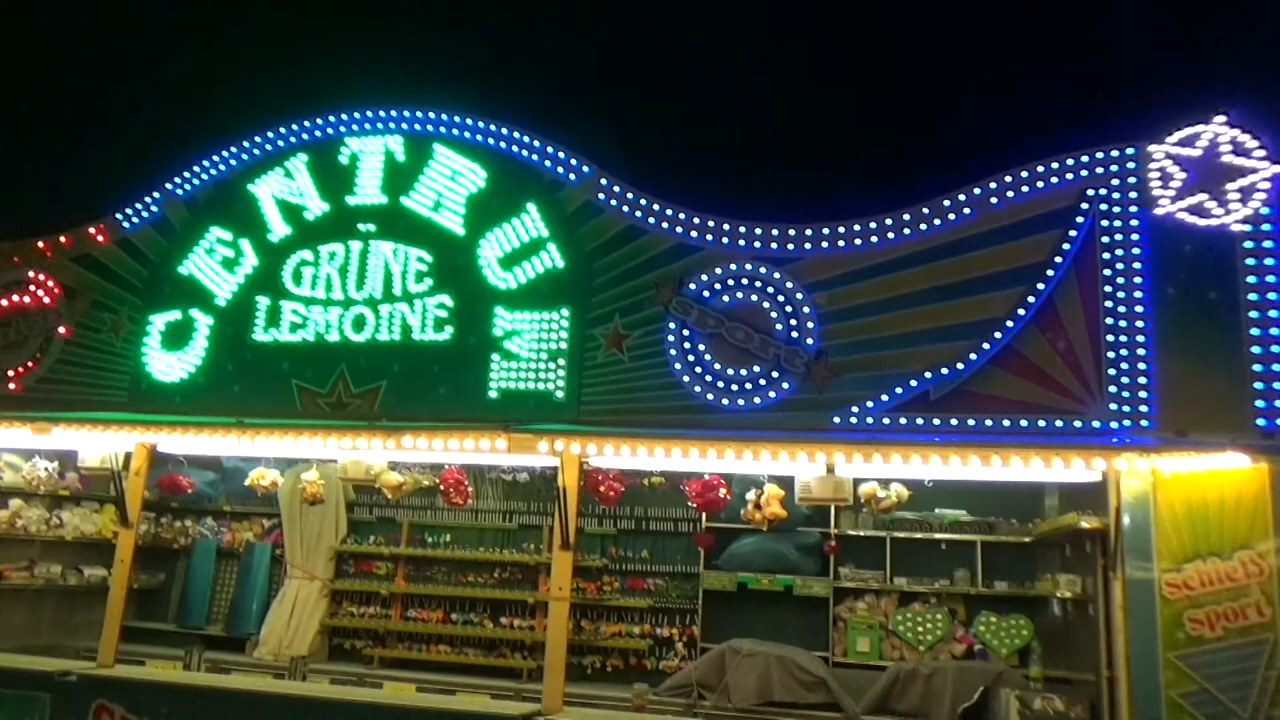 CENTRUM
GRÜNE
LEMOINE
sport
schieß
sport